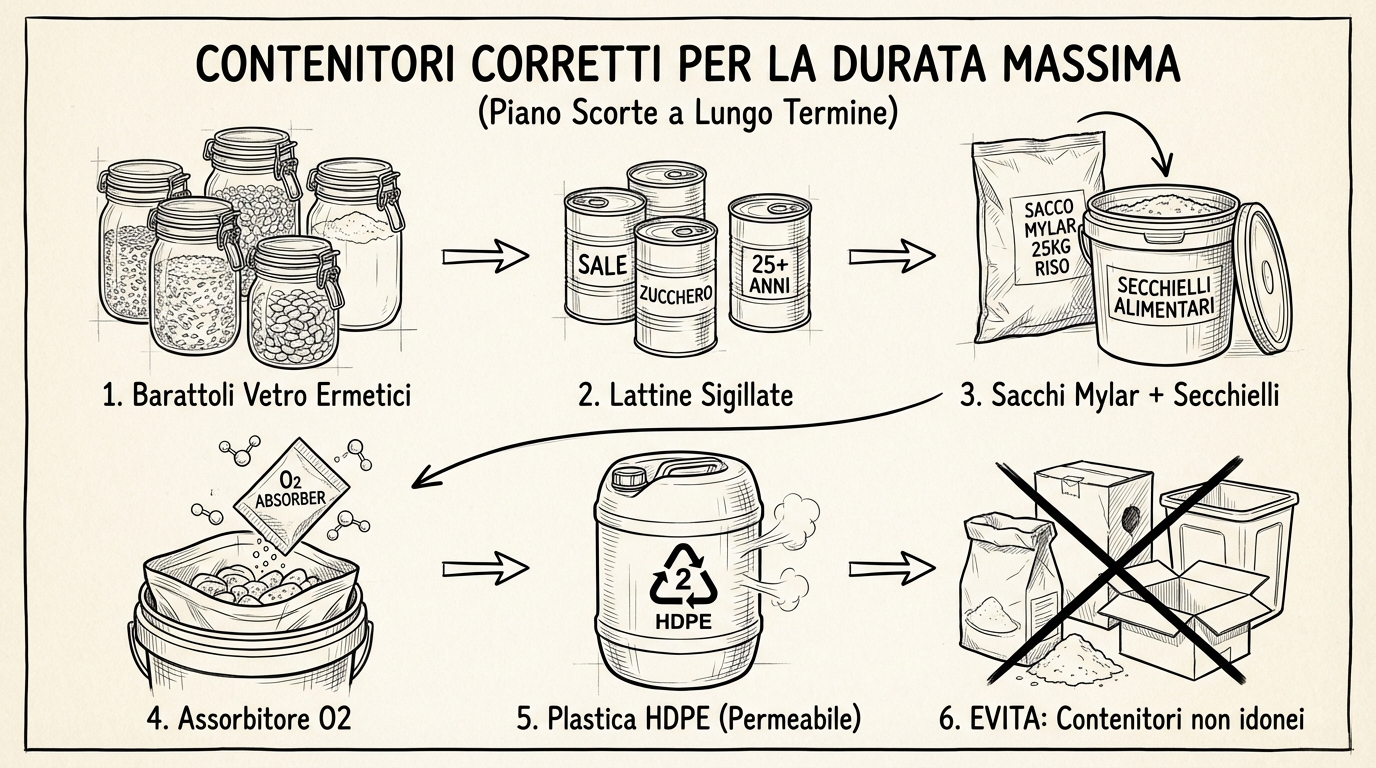 CONTENITORI CORRETTI PER LA DURATA MASSIMA
(Piano Scorte a Lungo Termine)
1. Barattoli Vetro Ermetici
SALE
ZUCCHERO
25+
ANNI
2. Lattine Sigillate
SACCO
MYLAR
25KG
RISO
SECCHIELLI
ALIMENTARI
3. Sacchi Mylar + Secchielli
O2
ABSORBER
4. Assorbitore O2
2
HDPE
5. Plastica HDPE (Permeabile)
6. EVITA: Contenitori non idonei